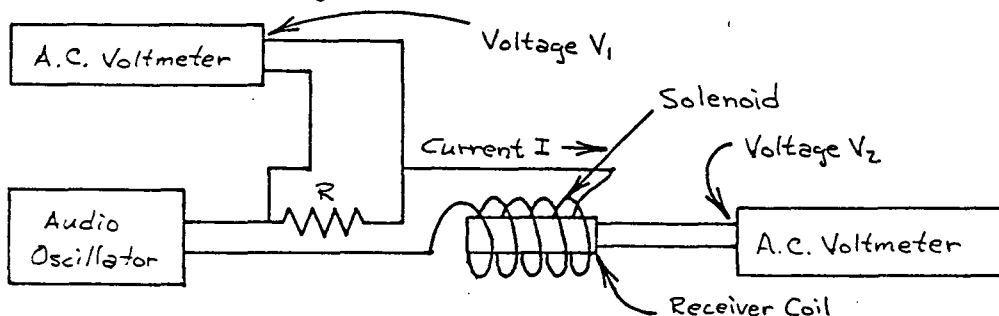 Voltage V₁
A.C. Voltmeter
Solenoid
Current I →
Voltage V₂
R
Audio
Oscillator
A.C. Voltmeter
Receiver Coil